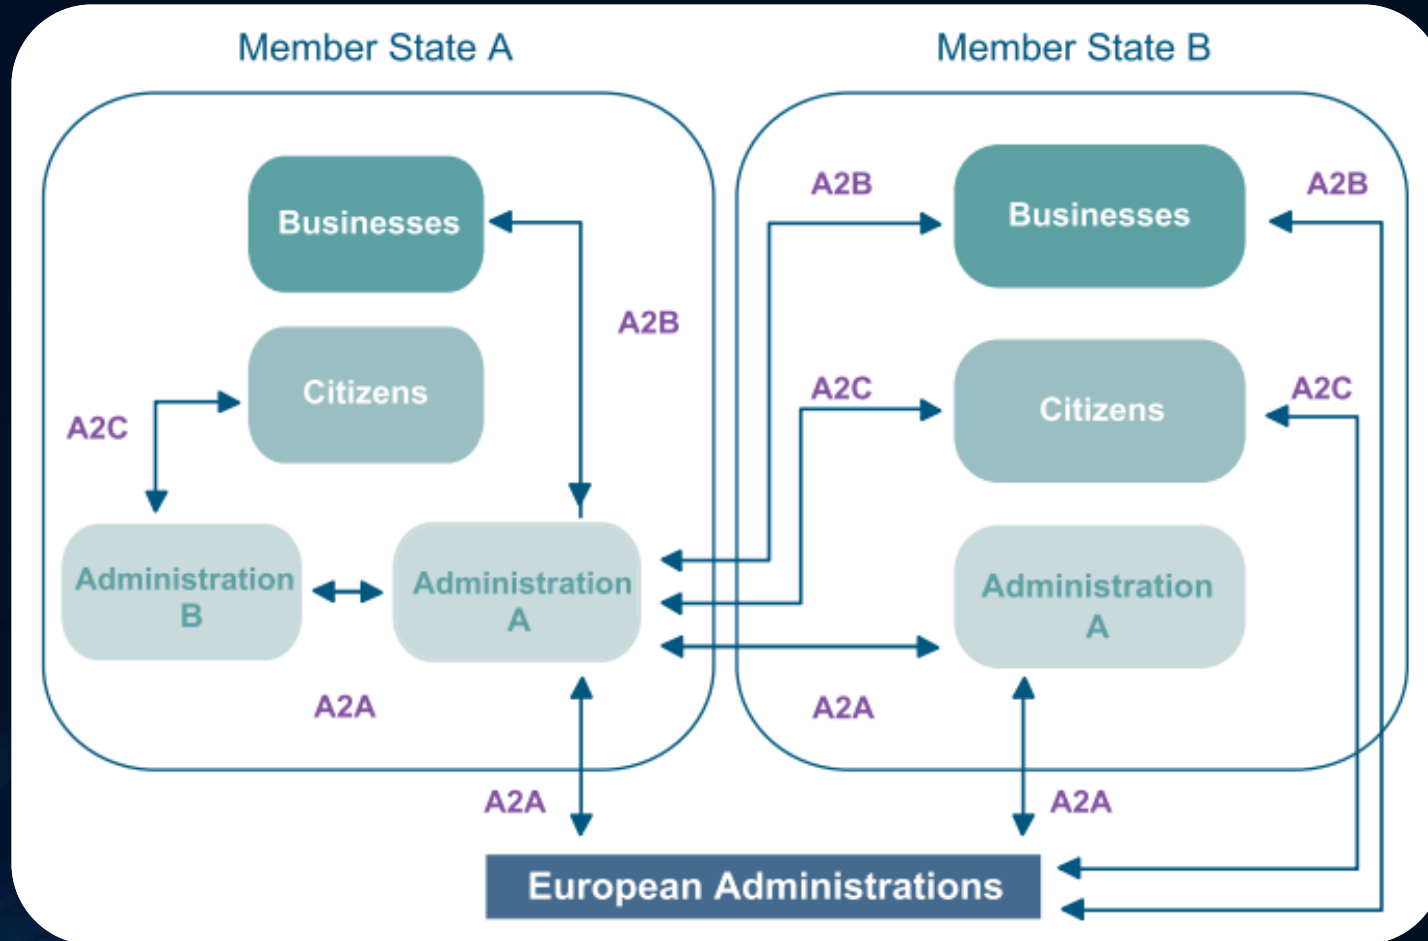 Member State A
Member State B
Businesses
A2B
Citizens
A2C
Administration
B
Administration
A
A2A
A2B
Businesses
A2B
A2C
Citizens
A2C
Administration
A
A2A
A2A
A2A
European Administrations